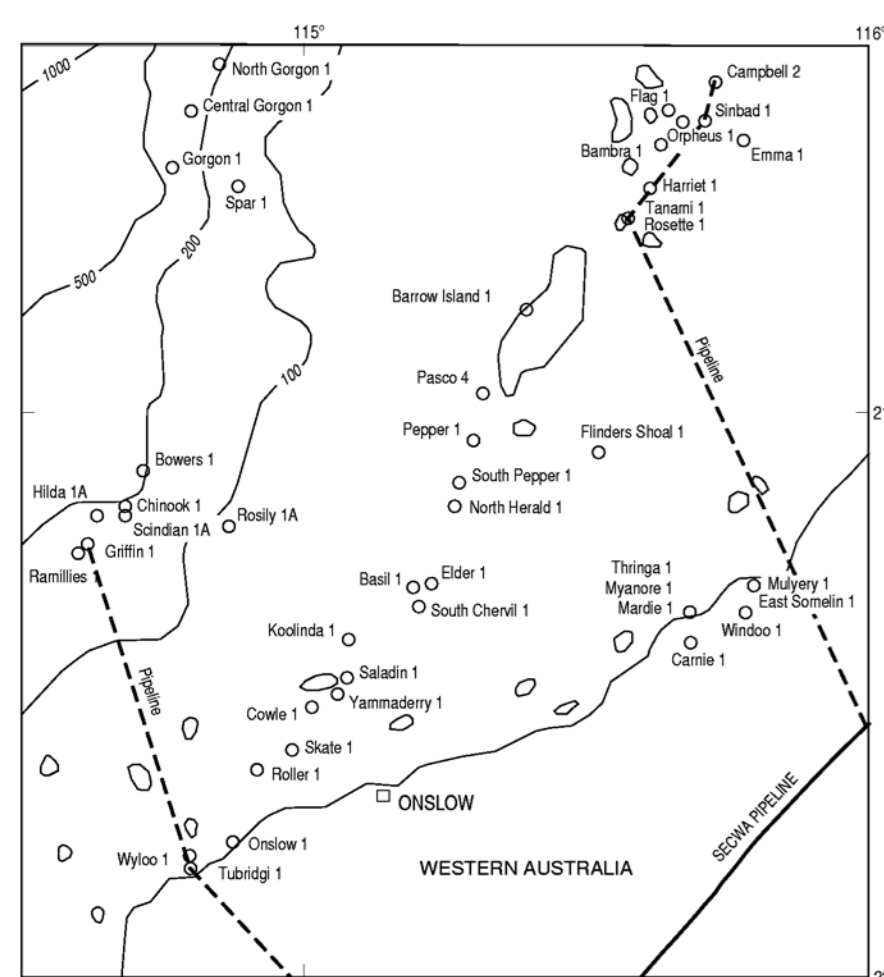 115°
116°
1000
North Gorgon 1
Campbell 2
Central Gorgon 1
Flag 1
Sinbad 1
Orpheus 1
Bambra 1
Emma 1
Gorgon 1
Harriet 1
Spar 1
Tanami 1
Rosette 1
200
500
Barrow Island 1
Pipeline
100
Pasco 4
2
Pepper 1
Flinders Shoal 1
Bowers 1
South Pepper 1
Hilda 1A
Chinook 1
North Herald 1
Rosily 1A
Scindian 1A
Griffin 1
Ramillies 1
Thringa 1
Elder 1
Basil 1
Myanore 1
Mulyery 1
Mardie 1
East Somelin 1
South Chervil 1
Windoo 1
Koolinda 1
Carnie 1
Saladin 1
Pipeline
Yammaderry 1
Cowle 1
Skate 1
Roller 1
ONSLOW
SECWA PIPELINE
Onslow 1
Wyloo 1
Tubridgi 1
WESTERN AUSTRALIA